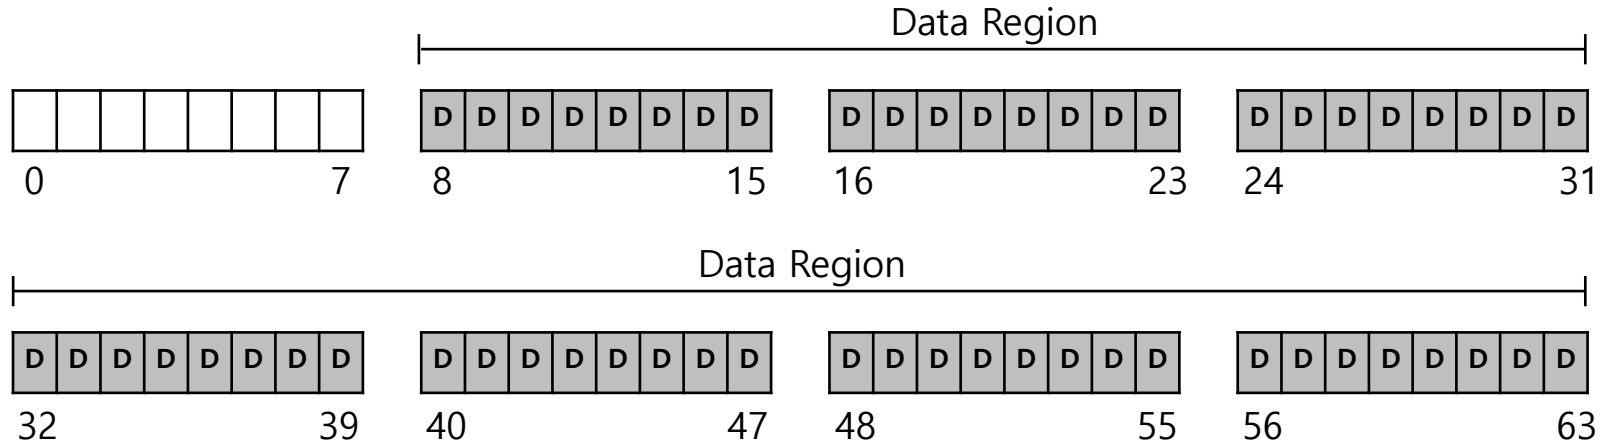 Data Region
D D D D D D D D D D D D D D D D D D D D D D D D
0 7 8 15 16 23 24 31
Data Region
D D D D D D D D D D D D D D D D D D D D D D D D D D D D D D D D
32 39 40 47 48 55 56 63